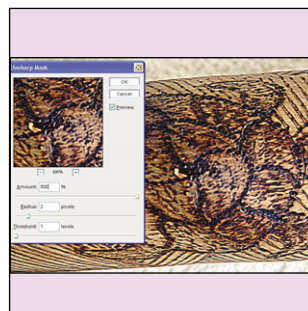 Unsharp Mask
OK
Cancel
Preview
100%
Amount: 500 %
Radius: 2 pixels
Threshold: 1 levels